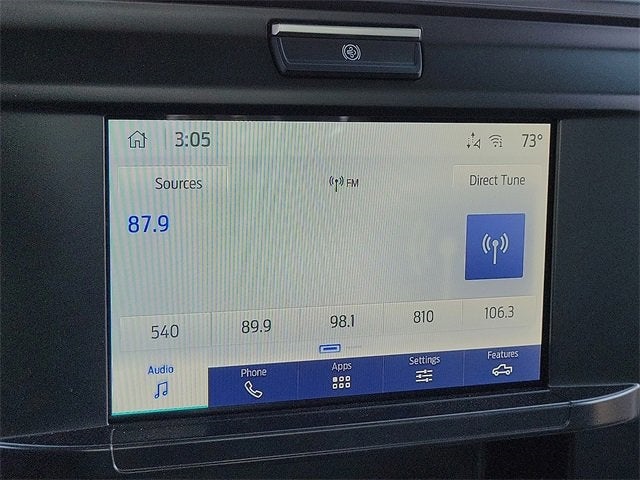 3:05 73°
Sources FM Direct Tune
87.9
540 89.9 98.1 810 106.3
Audio Phone Apps Settings Features